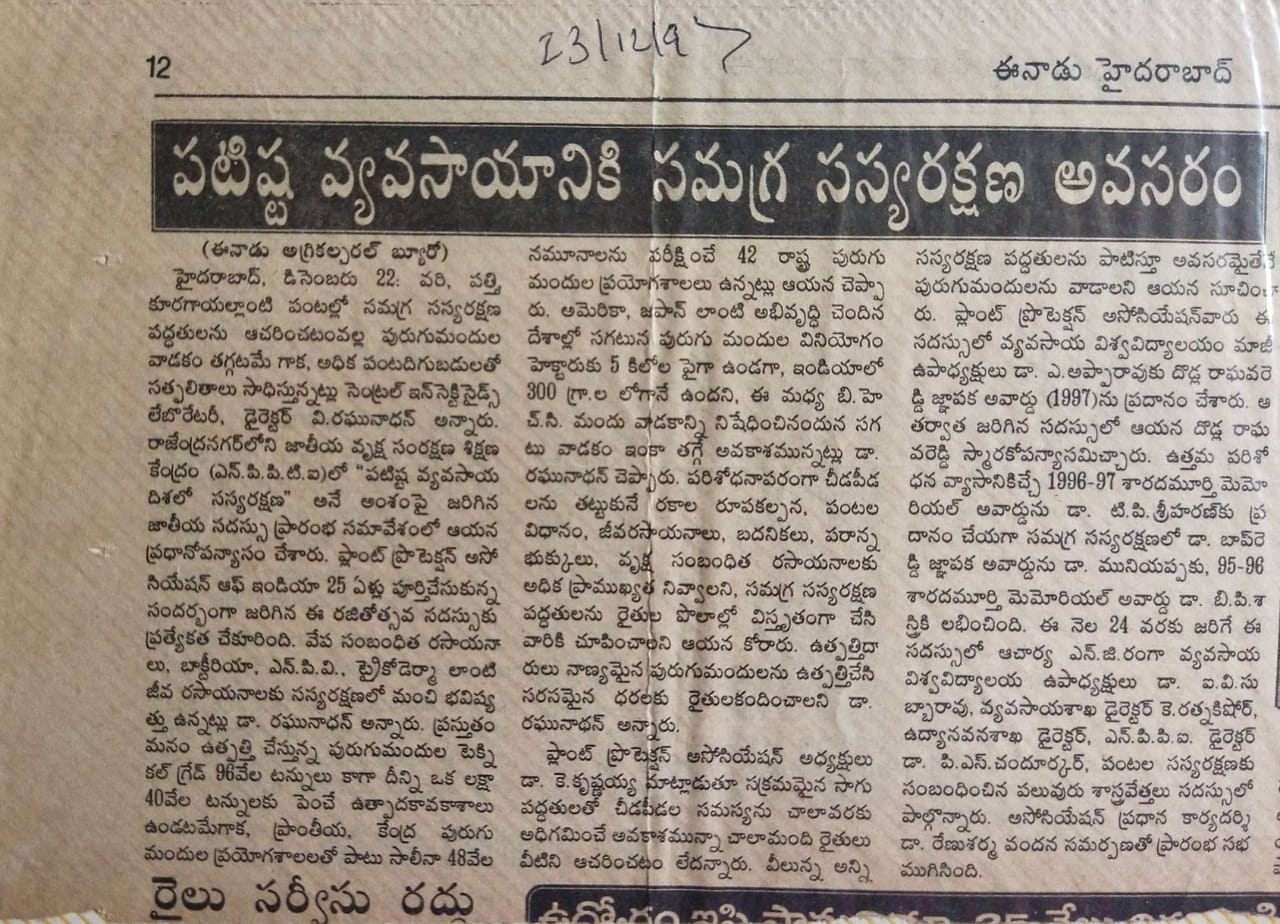 23/12/97
12
ఈనాడు హైదరాబాద్
పటిష్ట వ్యవసాయానికి సమగ్ర సస్యరక్షణ అవసరం
(ఈనాడు అగ్రికల్చరల్ బ్యూరో)
హైదరాబాద్, డిసెంబరు 22: వరి, పత్తి,
కూరగాయల్లాంటి పంటల్లో సమగ్ర సస్యరక్షణ
పద్ధతులను ఆచరించటంవల్ల పురుగుమందుల
వాడకం తగ్గటమే గాక, అధిక పంటదిగుబడులతో
సత్ఫలితాలు సాధిస్తున్నట్లు సెంట్రల్ ఇన్‌సెక్టిసైడ్స్
లేబొరేటరీ, డైరెక్టర్ వి.రఘునాధన్ అన్నారు.
రాజేంద్రనగర్‌లోని జాతీయ వృక్ష సంరక్షణ శిక్షణ
కేంద్రం (ఎన్.పి.పి.టి.ఐ)లో "పటిష్ట వ్యవసాయ
దిశలో సస్యరక్షణ" అనే అంశంపై జరిగిన
జాతీయ సదస్సు ప్రారంభ సమావేశంలో ఆయన
ప్రధానోపన్యాసం చేశారు. ప్లాంట్ ప్రొటెక్షన్ అసో
సియేషన్ ఆఫ్ ఇండియా 25 ఏళ్లు పూర్తిచేసుకున్న
సందర్భంగా జరిగిన ఈ రజితోత్సవ సదస్సుకు
ప్రత్యేకత చేకూరింది. వేప సంబంధిత రసాయనా
లు, బాక్టీరియా, ఎన్.పి.వి., ట్రైకోడెర్మా లాంటి
జీవ రసాయనాలకు సస్యరక్షణలో మంచి భవిష్య
త్తు ఉన్నట్లు డా. రఘునాధన్ అన్నారు. ప్రస్తుతం
మనం ఉత్పత్తి చేస్తున్న పురుగుమందుల టెక్ని
కల్ గ్రేడ్ 96వేల టన్నులు కాగా దీన్ని ఒక లక్షా
40వేల టన్నులకు పెంచే ఉత్పాదకావకాశాలు
ఉండటమేగాక, ప్రాంతీయ, కేంద్ర పురుగు
మందుల ప్రయోగశాలలతో పాటు సాలీనా 48వేల
నమూనాలను పరీక్షించే 42 రాష్ట్ర పురుగు
మందుల ప్రయోగశాలలు ఉన్నట్లు ఆయన చెప్పా
రు. అమెరికా, జపాన్ లాంటి అభివృద్ధి చెందిన
దేశాల్లో సగటున పురుగు మందుల వినియోగం
హెక్టారుకు 5 కిలోల పైగా ఉండగా, ఇండియాలో
300 గ్రా.ల లోగానే ఉందని, ఈ మధ్య బి.హె
చ్.సి. మందు వాడకాన్ని నిషేధించినందున సగ
టు వాడకం ఇంకా తగ్గే అవకాశమున్నట్లు డా.
రఘునాధన్ చెప్పారు. పరిశోధనాపరంగా చీడపీడ
లను తట్టుకునే రకాల రూపకల్పన, పంటల
విధానం, జీవరసాయనాలు, బదనికలు, పరాన్న
భుక్కులు, వృక్ష సంబంధిత రసాయనాలకు
అధిక ప్రాముఖ్యత నివ్వాలని, సమగ్ర సస్యరక్షణ
పద్ధతులను రైతుల పొలాల్లో విస్తృతంగా చేసి
వారికి చూపించాలని ఆయన కోరారు. ఉత్పత్తిదా
రులు నాణ్యమైన పురుగుమందులను ఉత్పత్తిచేసి
సరసమైన ధరలకు రైతులకందించాలని డా.
రఘునాధన్ అన్నారు.
ప్లాంట్ ప్రొటెక్షన్ అసోసియేషన్ అధ్యక్షులు
డా. కె.కృష్ణయ్య మాట్లాడుతూ సక్రమమైన సాగు
పద్ధతులతో చీడపీడల సమస్యను చాలావరకు
అధిగమించే అవకాశమున్నా చాలామంది రైతులు
వీటిని ఆచరించటం లేదన్నారు. వీలున్న అన్ని
సస్యరక్షణ పద్ధతులను పాటిస్తూ అవసరమైతేనే
పురుగుమందులను వాడాలని ఆయన సూచించా
రు. ప్లాంట్ ప్రొటెక్షన్ అసోసియేషన్‌వారు ఈ
సదస్సులో వ్యవసాయ విశ్వవిద్యాలయం మాజీ
ఉపాధ్యక్షులు డా. ఎ.అప్పారావుకు దొడ్ల రాఘవరె
డ్డి జ్ఞాపక అవార్డు (1997)ను ప్రదానం చేశారు. ఆ
తర్వాత జరిగిన సదస్సులో ఆయన దొడ్ల రాఘ
వరెడ్డి స్మారకోపన్యాసమిచ్చారు. ఉత్తమ పరిశో
ధన వ్యాసానికిచ్చే 1996-97 శారదమూర్తి మెమో
రియల్ అవార్డును డా. టి.పి.శ్రీహరణ్‌కు ప్ర
దానం చేయగా సమగ్ర సస్యరక్షణలో డా. బాప్‌రె
డ్డి జ్ఞాపక అవార్డును డా. మునియప్పకు, 95-96
శారదమూర్తి మెమోరియల్ అవార్డు డా. బి.పి.శ
స్త్రికి లభించింది. ఈ నెల 24 వరకు జరిగే ఈ
సదస్సులో ఆచార్య ఎన్.జి.రంగా వ్యవసాయ
విశ్వవిద్యాలయ ఉపాధ్యక్షులు డా. ఐ.వి.సు
బ్బారావు, వ్యవసాయశాఖ డైరెక్టర్ కె.రత్నకిషోర్,
ఉద్యానవనశాఖ డైరెక్టర్, ఎన్.పి.పి.ఐ. డైరెక్టర్
డా. పి.ఎస్.చందూర్కర్, పంటల సస్యరక్షణకు
సంబంధించిన పలువురు శాస్త్రవేత్తలు సదస్సులో
పాల్గొన్నారు. అసోసియేషన్ ప్రధాన కార్యదర్శి
డా. రేణుశర్మ వందన సమర్పణతో ప్రారంభ సభ
ముగిసింది.
రైలు సర్వీసు రద్దు